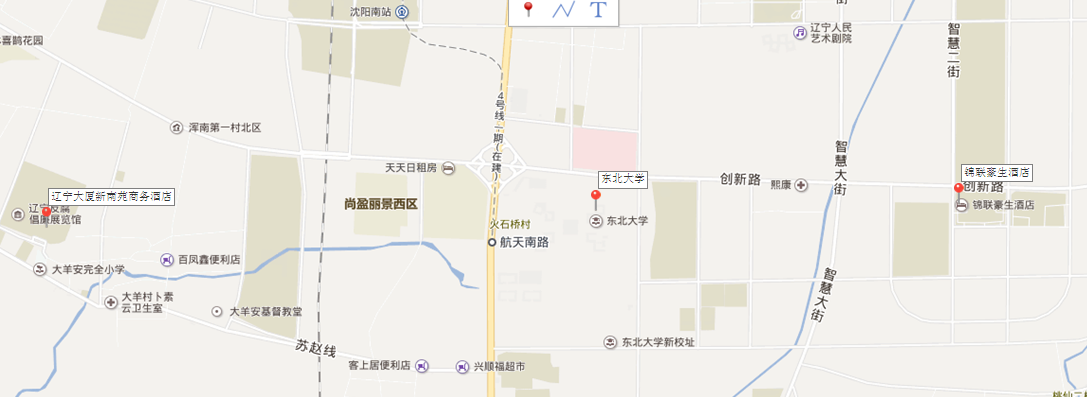 沈阳南站
T
辽宁人民
艺术剧院
智慧二街
喜鹊花园
4号线一期(在建)
浑南第一村北区
天天日租房
智慧大街
东北大学
创新路
熙康
锦联豪生酒店
创新路
锦联豪生酒店
辽宁大厦新南苑商务酒店
倡廉展览馆
尚盈丽景西区
火石桥村
东北大学
航天南路
百凤鑫便利店
大羊安完全小学
智慧大街
大羊村卜素
云卫生室
大羊安基督教堂
苏赵线
东北大学新校址
客上居便利店
兴顺福超市